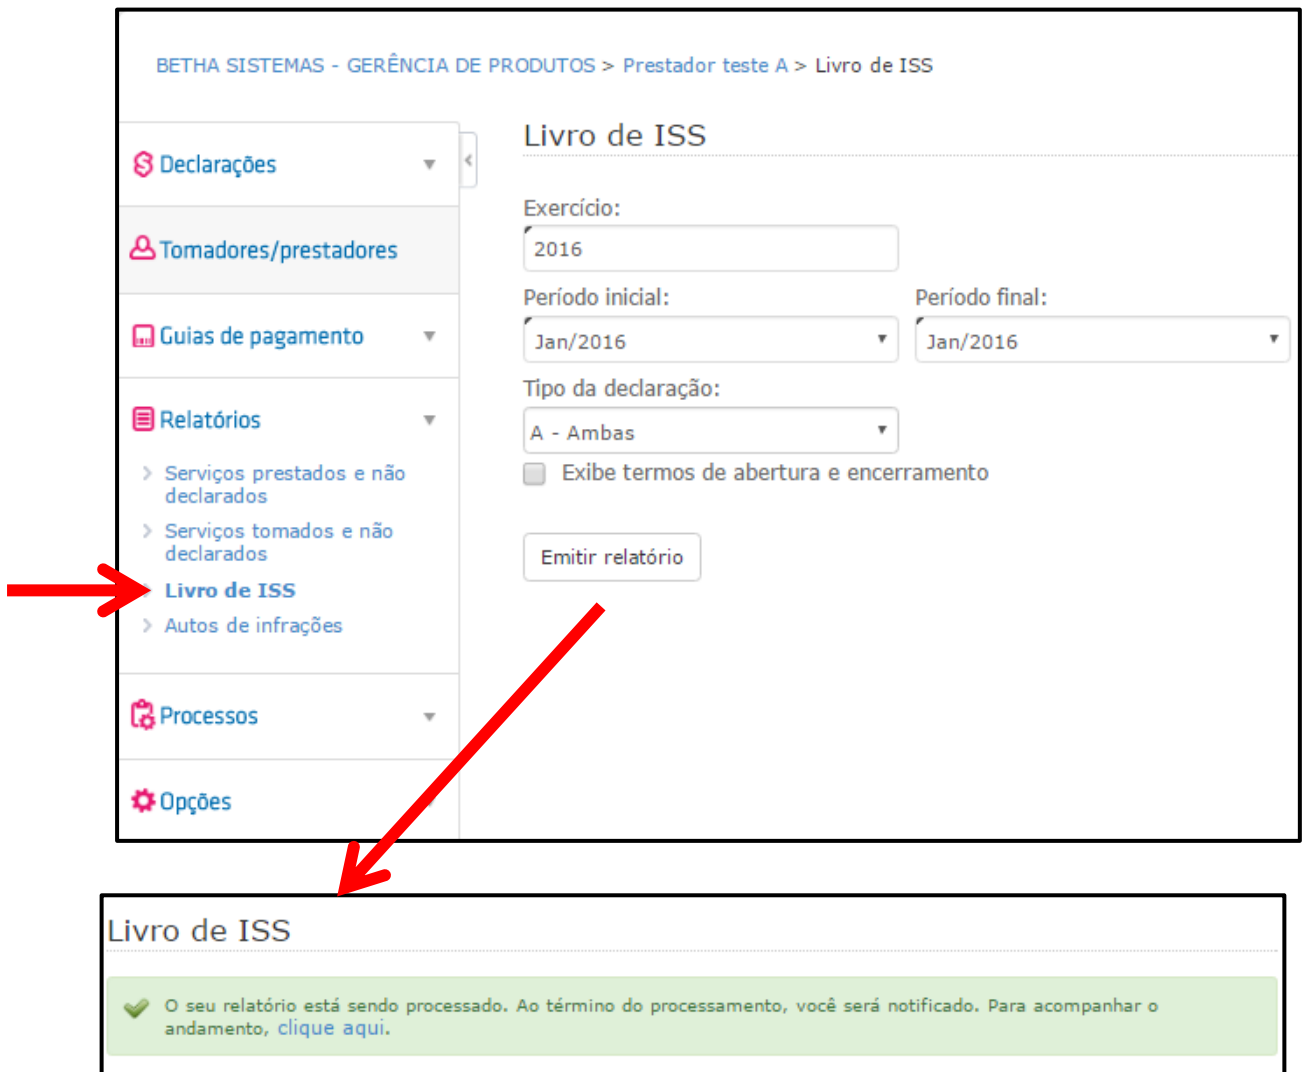 BETHA SISTEMAS - GERÊNCIA DE PRODUTOS > Prestador teste A > Livro de ISS
Declarações
Tomadores/prestadores
Guias de pagamento
Relatórios
Serviços prestados e não
declarados
Serviços tomados e não
declarados
Livro de ISS
Autos de infrações
Processos
Opções
Livro de ISS
Exercício:
2016
Período inicial: Período final:
Jan/2016 Jan/2016
Tipo da declaração:
A - Ambas
Exibe termos de abertura e encerramento
Emitir relatório
Livro de ISS
O seu relatório está sendo processado. Ao término do processamento, você será notificado. Para acompanhar o
andamento, clique aqui.